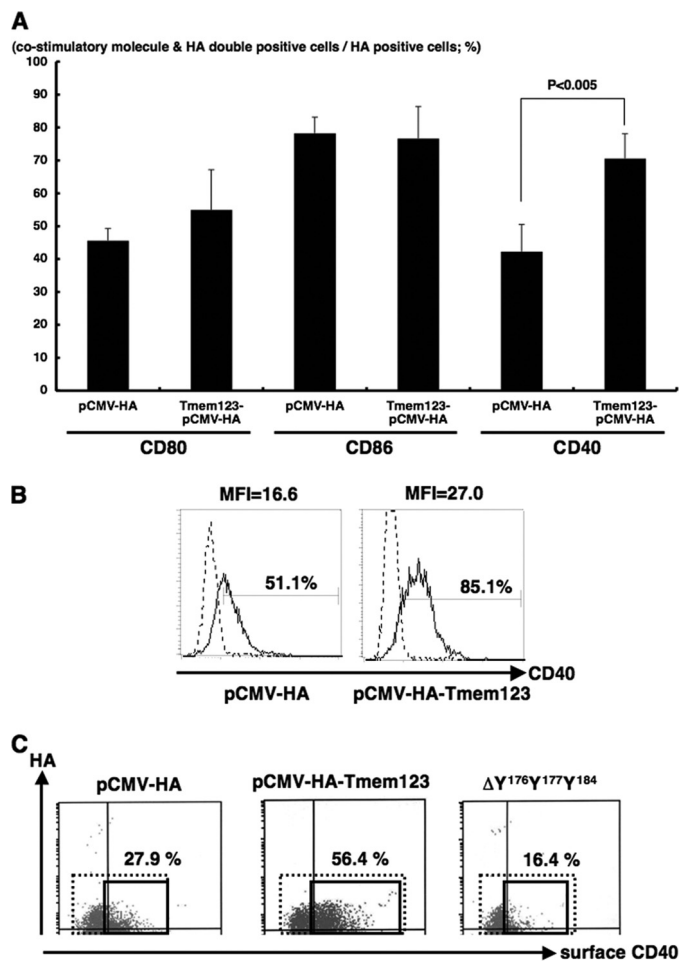 A
(co-stimulatory molecule & HA double positive cells / HA positive cells; %)
100
90
80
70
60
50
40
30
20
10
0
P<0.005
pCMV-HA Tmem123-pCMV-HA pCMV-HA Tmem123-pCMV-HA pCMV-HA Tmem123-pCMV-HA
CD80 CD86 CD40
B
MFI=16.6 MFI=27.0
51.1% 85.1%
CD40
pCMV-HA pCMV-HA-Tmem123
C
HA
pCMV-HA pCMV-HA-Tmem123 ΔY¹⁷⁶Y¹⁷⁷Y¹⁸⁴
27.9 % 56.4 % 16.4 %
surface CD40